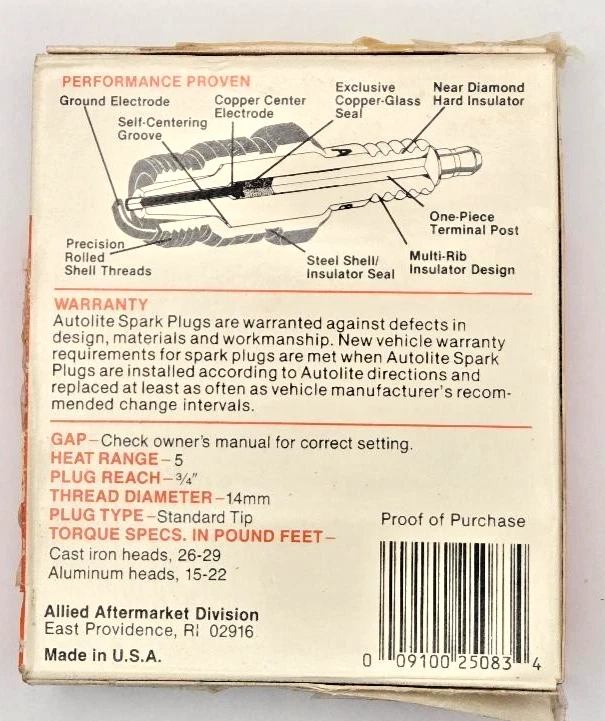 PERFORMANCE PROVEN
Ground Electrode
Self-Centering
Groove
Copper Center
Electrode
Exclusive
Copper-Glass
Seal
Near Diamond
Hard Insulator
Precision
Rolled
Shell Threads
Steel Shell/
Insulator Seal
Multi-Rib
Insulator Design
One-Piece
Terminal Post
WARRANTY
Autolite Spark Plugs are warranted against defects in
design, materials and workmanship. New vehicle warranty
requirements for spark plugs are met when Autolite Spark
Plugs are installed according to Autolite directions and
replaced at least as often as vehicle manufacturer's recom-
mended change intervals.
GAP—Check owner's manual for correct setting.
HEAT RANGE—5
PLUG REACH—3/4"
THREAD DIAMETER—14mm
PLUG TYPE—Standard Tip
TORQUE SPECS. IN POUND FEET—
Cast iron heads, 26-29
Aluminum heads, 15-22
Allied Aftermarket Division
East Providence, RI 02916
Made in U.S.A.
Proof of Purchase
0 09100 25083 4